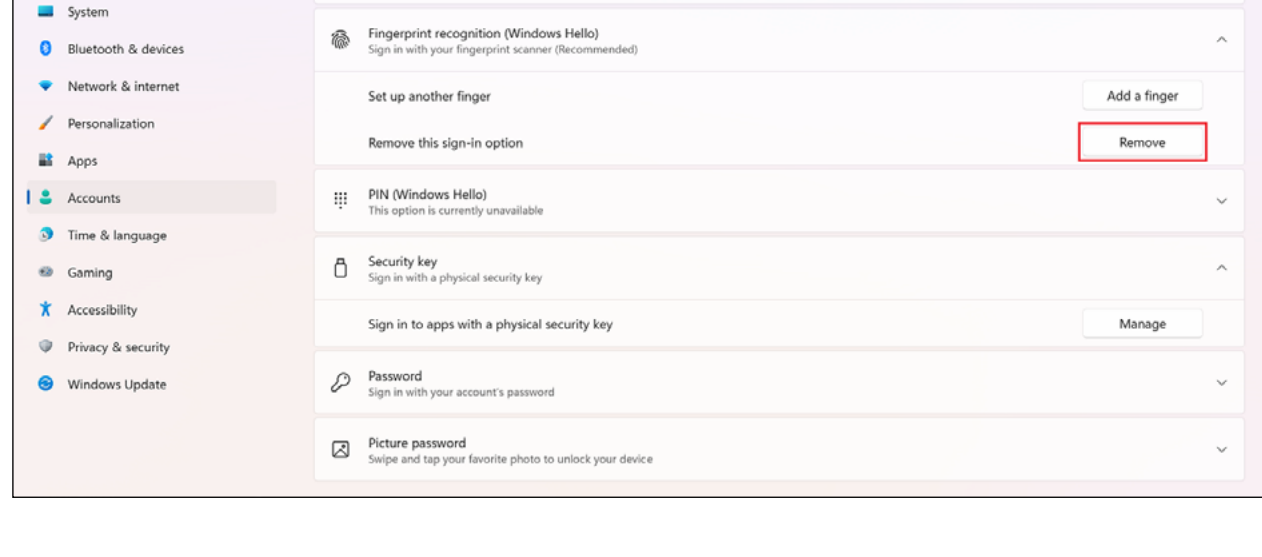 System
Bluetooth & devices
Network & internet
Personalization
Apps
Accounts
Time & language
Gaming
Accessibility
Privacy & security
Windows Update
Fingerprint recognition (Windows Hello)
Sign in with your fingerprint scanner (Recommended)
Set up another finger
Add a finger
Remove this sign-in option
Remove
PIN (Windows Hello)
This option is currently unavailable
Security key
Sign in with a physical security key
Sign in to apps with a physical security key
Manage
Password
Sign in with your account's password
Picture password
Swipe and tap your favorite photo to unlock your device